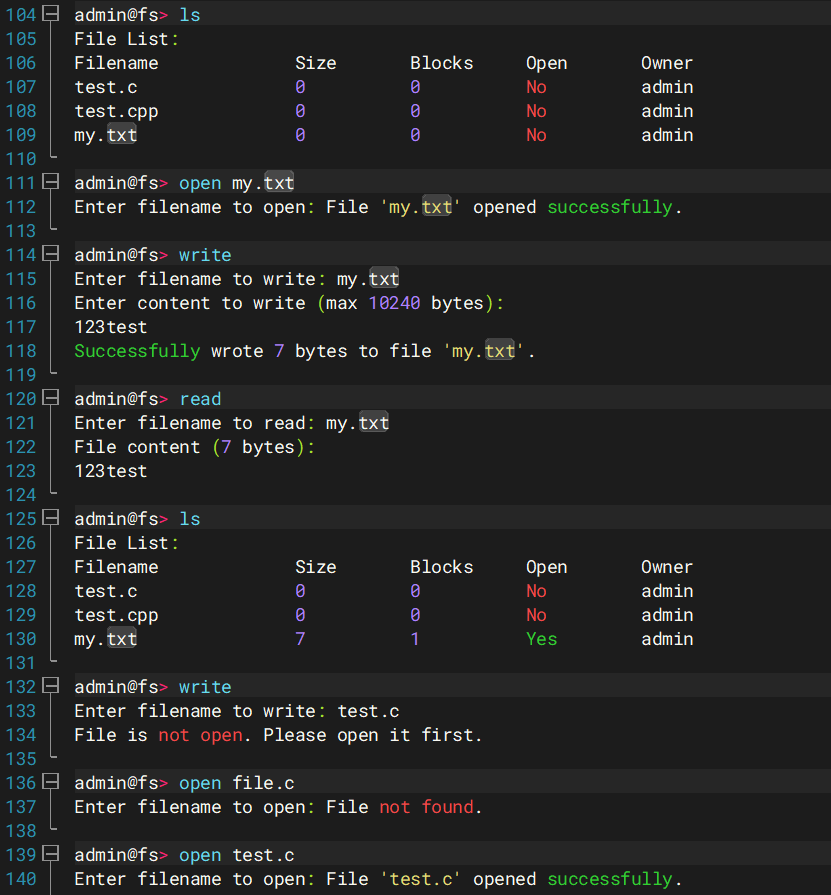 104 admin@fs> ls
105 File List:
106 Filename Size Blocks Open Owner
107 test.c 0 0 No admin
108 test.cpp 0 0 No admin
109 my.txt 0 0 No admin
110
111 admin@fs> open my.txt
112 Enter filename to open: File 'my.txt' opened successfully.
113
114 admin@fs> write
115 Enter filename to write: my.txt
116 Enter content to write (max 10240 bytes):
117 123test
118 Successfully wrote 7 bytes to file 'my.txt'.
119
120 admin@fs> read
121 Enter filename to read: my.txt
122 File content (7 bytes):
123 123test
124
125 admin@fs> ls
126 File List:
127 Filename Size Blocks Open Owner
128 test.c 0 0 No admin
129 test.cpp 0 0 No admin
130 my.txt 7 1 Yes admin
131
132 admin@fs> write
133 Enter filename to write: test.c
134 File is not open. Please open it first.
135
136 admin@fs> open file.c
137 Enter filename to open: File not found.
138
139 admin@fs> open test.c
140 Enter filename to open: File 'test.c' opened successfully.